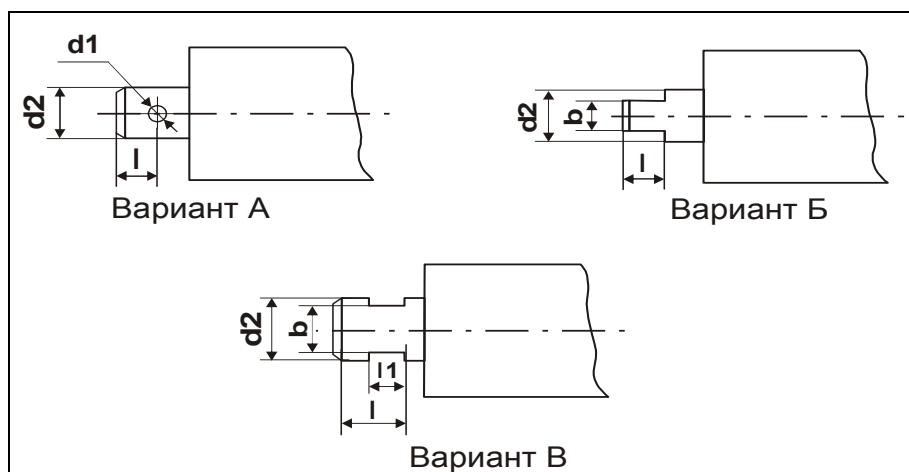 d1
d2
l
Вариант А
d2
b
l
Вариант Б
d2
b
l1
l
Вариант В